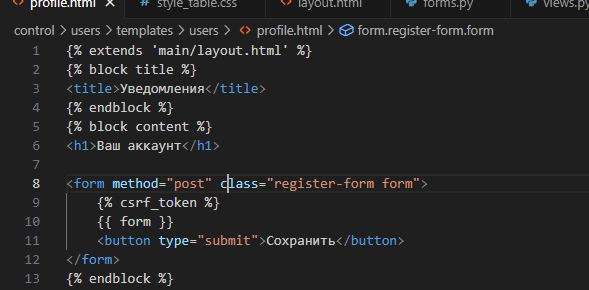 profile.html × style_table.css layout.html forms.py views.py
control > users > templates > users > profile.html > form.register-form.form
1 {% extends 'main/layout.html' %}
2 {% block title %}
3 <title>Уведомления</title>
4 {% endblock %}
5 {% block content %}
6 <h1>Ваш аккаунт</h1>
7
8 <form method="post" class="register-form form">
9 {% csrf_token %}
10 {{ form }}
11 <button type="submit">Сохранить</button>
12 </form>
13 {% endblock %}